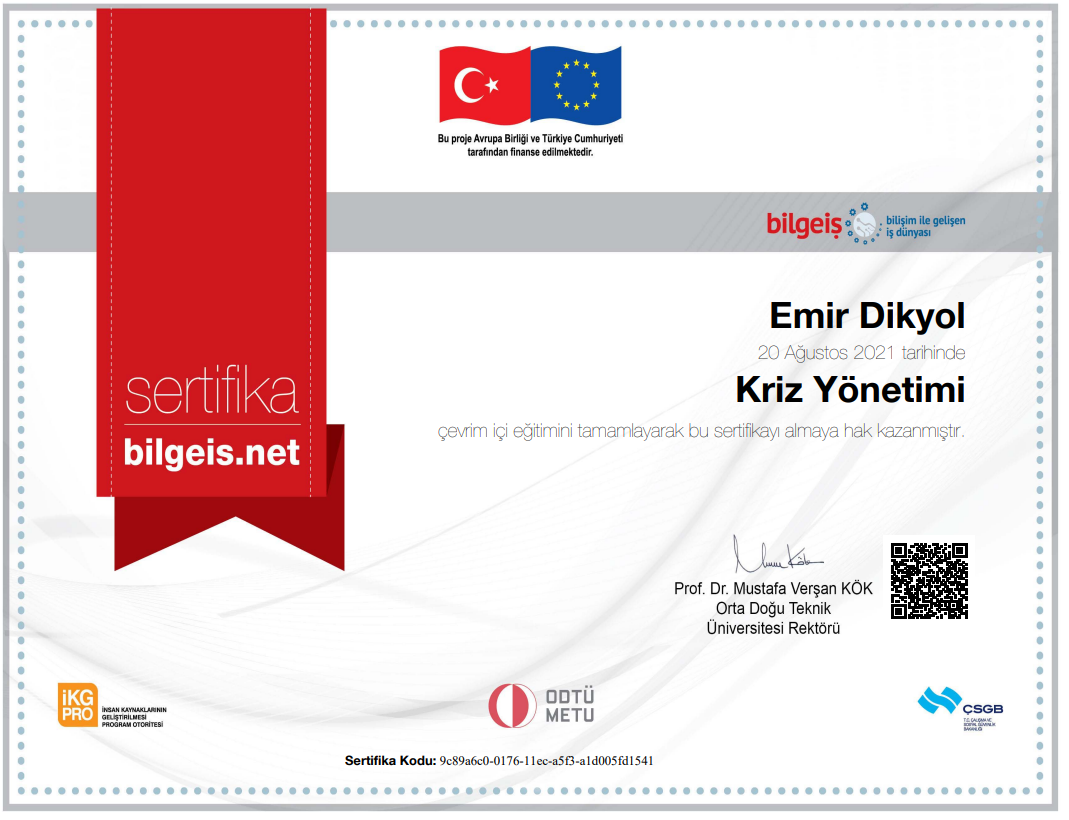 Bu proje Avrupa Birliği ve Türkiye Cumhuriyeti
tarafından finanse edilmektedir.
bilgeiş
bilişim ile gelişen
iş dünyası
Emir Dikyol
20 Ağustos 2021 tarihinde
Kriz Yönetimi
çevrim içi eğitimini tamamlayarak bu sertifikayı almaya hak kazanmıştır.
sertifika
bilgeis.net
Prof. Dr. Mustafa Verşan KÖK
Orta Doğu Teknik
Üniversitesi Rektörü
iKG
PRO
İNSAN KAYNAKLARININ
GELİŞTİRİLMESİ
PROGRAM OTORİTESİ
ODTÜ
METU
ÇSGB
T.C. ÇALIŞMA VE
SOSYAL GÜVENLİK
BAKANLIĞI
Sertifika Kodu: 9c89a6c0-0176-11ec-a5f3-a1d005fd1541